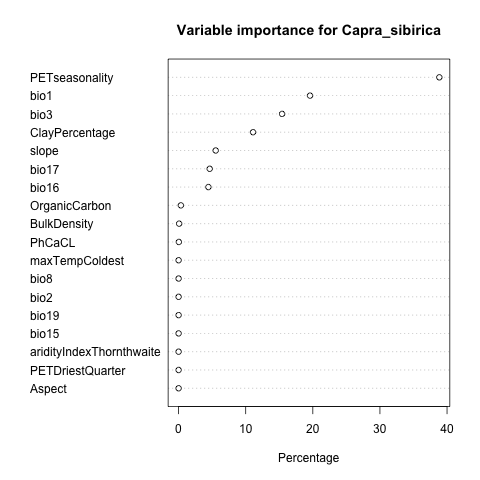 Variable importance for Capra_sibirica
PETseasonality
bio1
bio3
ClayPercentage
slope
bio17
bio16
OrganicCarbon
BulkDensity
PhCaCL
maxTempColdest
bio8
bio2
bio19
bio15
aridityIndexThornthwaite
PETDriestQuarter
Aspect
0 10 20 30 40
Percentage